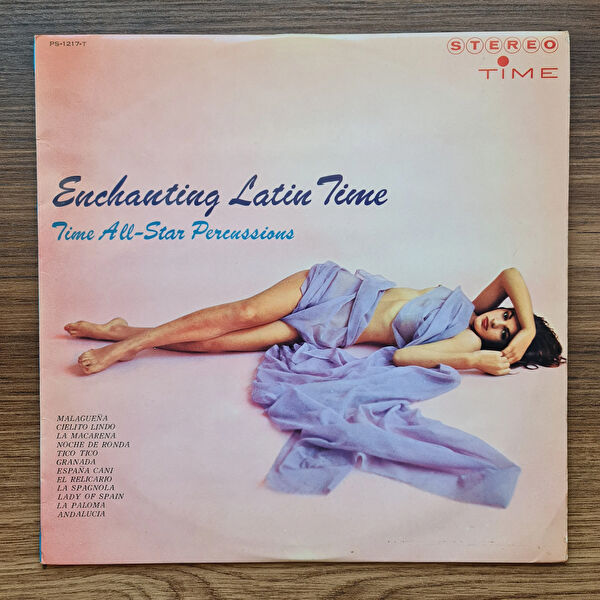 PS-1217-T
STEREO
TIME
Enchanting Latin Time
Time All-Star Percussions
MALAGUEÑA
CIELITO LINDO
LA MACARENA
NOCHE DE RONDA
TICO TICO
GRANADA
ESPAÑA CANI
EL RELICARIO
LA SPAGNOLA
LADY OF SPAIN
LA PALOMA
ANDALUCIA